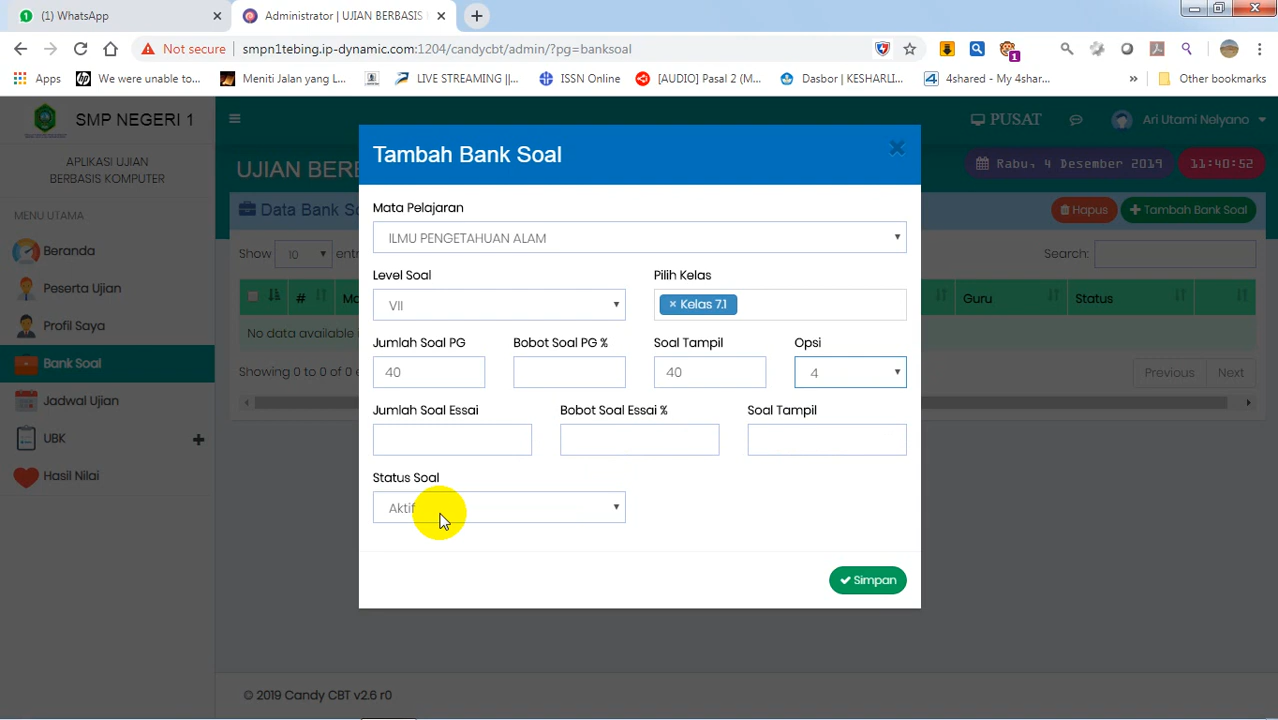 (1) WhatsApp
Administrator | UJIAN BERBASIS
Not secure smpn1tebing.ip-dynamic.com:1204/candycbt/admin/?pg=banksoal
1
Apps We were unable to... Meniti Jalan yang L... LIVE STREAMING ||... ISSN Online [AUDIO] Pasal 2 (M... Dasbor | KESHARLI... 4shared - My 4shar... » Other bookmarks
SMP NEGERI 1
PUSAT Ari Utami Nelyano
APLIKASI UJIAN
BERBASIS KOMPUTER
MENU UTAMA
Beranda
Peserta Ujian
Profil Saya
Bank Soal
Jadwal Ujian
UBK
Hasil Nilai
UJIAN BERB
Rabu, 4 Desember 2019 11:40:52
Data Bank So
Hapus Tambah Bank Soal
Show 10 entr
Search:
# Ma Guru Status
No data availabl
Showing 0 to 0 of 0 e
Previous Next
Tambah Bank Soal
Mata Pelajaran
ILMU PENGETAHUAN ALAM
Level Soal Pilih Kelas
VII × Kelas 7.1
Jumlah Soal PG Bobot Soal PG % Soal Tampil Opsi
40 40 4
Jumlah Soal Essai Bobot Soal Essai % Soal Tampil
Status Soal
Aktif
Simpan
© 2019 Candy CBT v2.6 r0